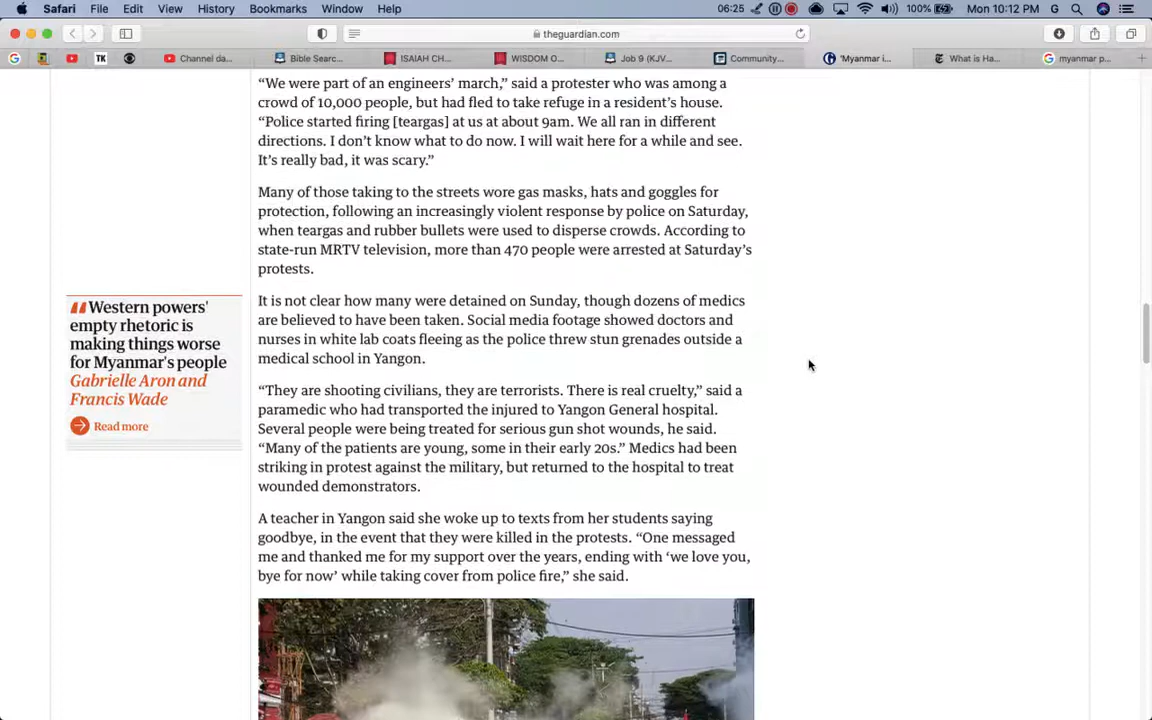 Safari File Edit View History Bookmarks Window Help 06:25 100% Mon 10:12 PM G
theguardian.com
TK Channel da... Bible Searc... ISAIAH CH... WISDOM O... Job 9 (KJV... Community... 'Myanmar i... What is Ha... myanmar p...
“We were part of an engineers’ march,” said a protester who was among a
crowd of 10,000 people, but had fled to take refuge in a resident’s house.
“Police started firing [teargas] at us at about 9am. We all ran in different
directions. I don’t know what to do now. I will wait here for a while and see.
It’s really bad, it was scary.”
Many of those taking to the streets wore gas masks, hats and goggles for
protection, following an increasingly violent response by police on Saturday,
when teargas and rubber bullets were used to disperse crowds. According to
state-run MRTV television, more than 470 people were arrested at Saturday’s
protests.
Western powers'
empty rhetoric is
making things worse
for Myanmar's people
Gabrielle Aron and
Francis Wade
Read more
It is not clear how many were detained on Sunday, though dozens of medics
are believed to have been taken. Social media footage showed doctors and
nurses in white lab coats fleeing as the police threw stun grenades outside a
medical school in Yangon.
“They are shooting civilians, they are terrorists. There is real cruelty,” said a
paramedic who had transported the injured to Yangon General hospital.
Several people were being treated for serious gun shot wounds, he said.
“Many of the patients are young, some in their early 20s.” Medics had been
striking in protest against the military, but returned to the hospital to treat
wounded demonstrators.
A teacher in Yangon said she woke up to texts from her students saying
goodbye, in the event that they were killed in the protests. “One messaged
me and thanked me for my support over the years, ending with ‘we love you,
bye for now’ while taking cover from police fire,” she said.